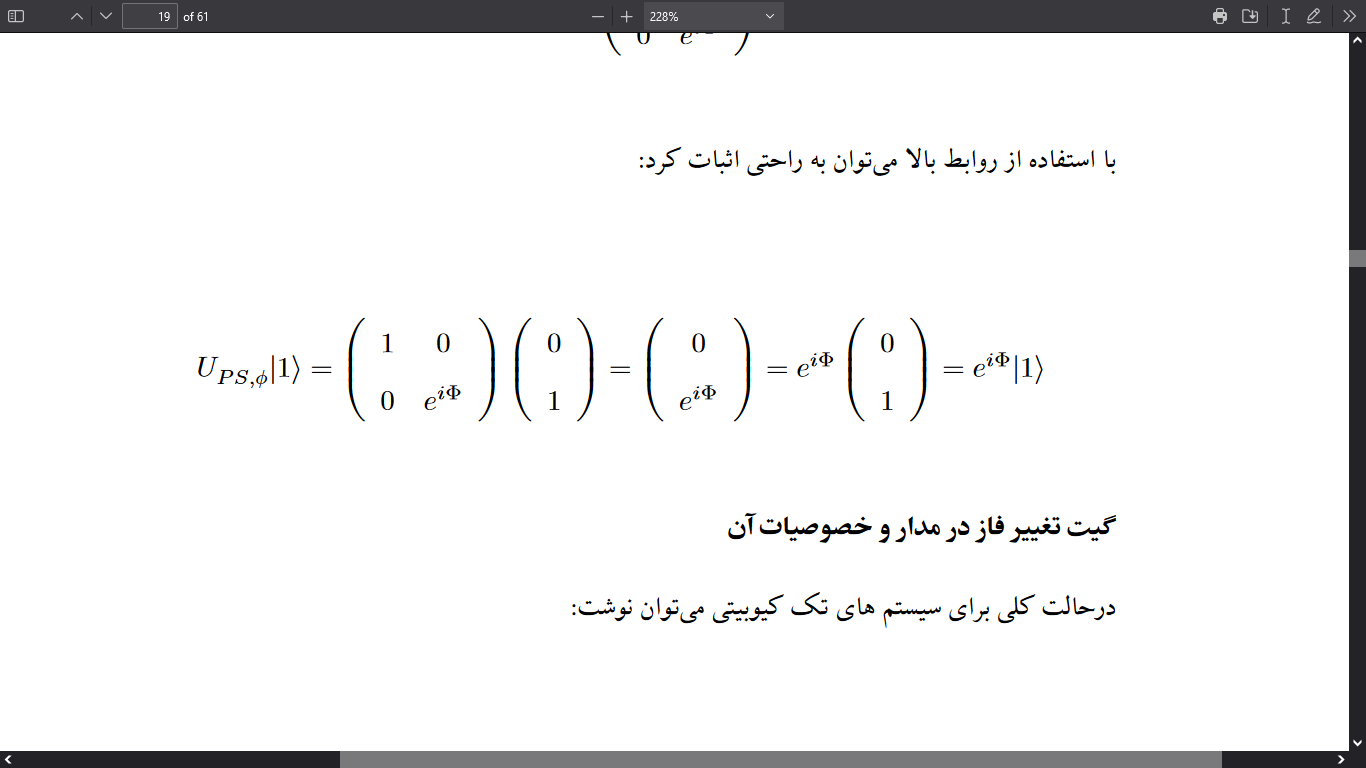 19 of 61 228%
0 e
با استفاده از روابط بالا می‌توان به راحتی اثبات کرد:
U_{PS,ϕ}|1⟩ = ( 1 0 ; 0 e^{iΦ} ) ( 0 ; 1 ) = ( 0 ; e^{iΦ} ) = e^{iΦ} ( 0 ; 1 ) = e^{iΦ}|1⟩
گیت تغییر فاز در مدار و خصوصیات آن
درحالت کلی برای سیستم های تک کیوبیتی می‌توان نوشت: